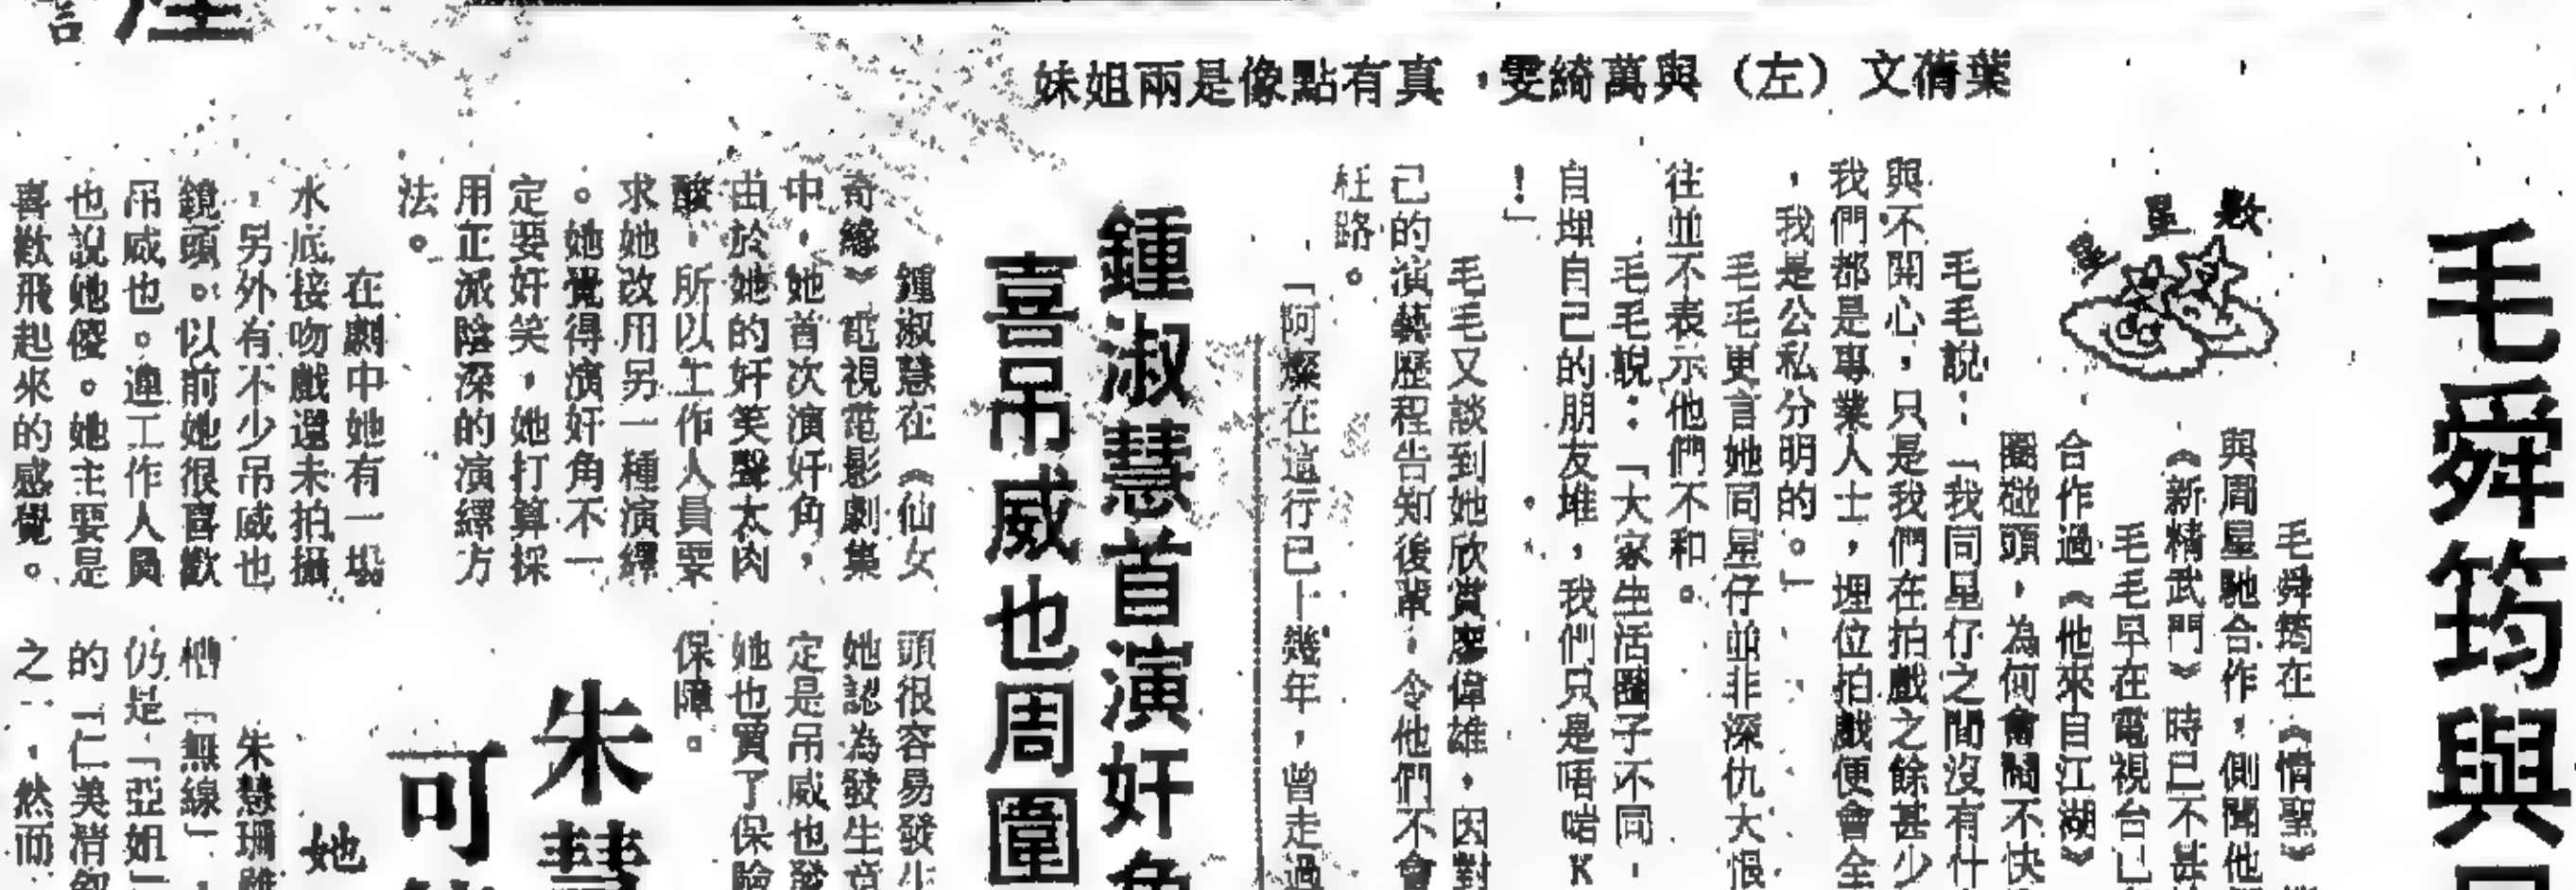 葉蒨文（左）與萬綺雯，真有點像是兩姐妹
毛舜筠與
數星星
毛舜筠在《情聖》
與周星馳合作，側聞他
《新精武門》時已不甚
合作過《他來自江湖》
毛毛早在電視台已
圈碰頭，為何會鬧不快
毛毛說：「我同星仔之間沒有什
與不開心，只是我們在拍戲之餘甚少
我們都是專業人士，埋位拍戲便會全
，我是公私分明的。」
毛毛更言她同星仔並非深仇大恨
往並不表示他們不和。
毛毛說：「大家生活圈子不同，
自埋自己的朋友堆，我們只是唔啱K
！」
毛毛又談到她欣賞廖偉雄，因對
己的演藝歷程告知後輩，令他們不會
枉路。
「阿燦在這行已十幾年，曾走過
鍾淑慧首演奸角
喜吊威也周圍
鍾淑慧在《仙女
奇緣》電視電影劇集
中，她首次演奸角，
由於她的奸笑聲太肉
酸，所以工作人員要
求她改用另一種演繹
。她覺得演奸角不一
定要奸笑，她打算採
用正派陰深的演繹方
法。
在劇中她有一場
水底接吻戲還未拍攝
，另外有不少吊威也
鏡頭。以前她很喜歡
吊威也。連工作人員
也說她傻。她主要是
喜歡飛起來的感覺。
頭很容易發生
她認為發生意
定是吊威也發
她也買了保險
保障。
朱慧
可
她
朱慧珊雖
槽「無線」，
仍是「亞姐」
的「仁美清敘
之一，然而